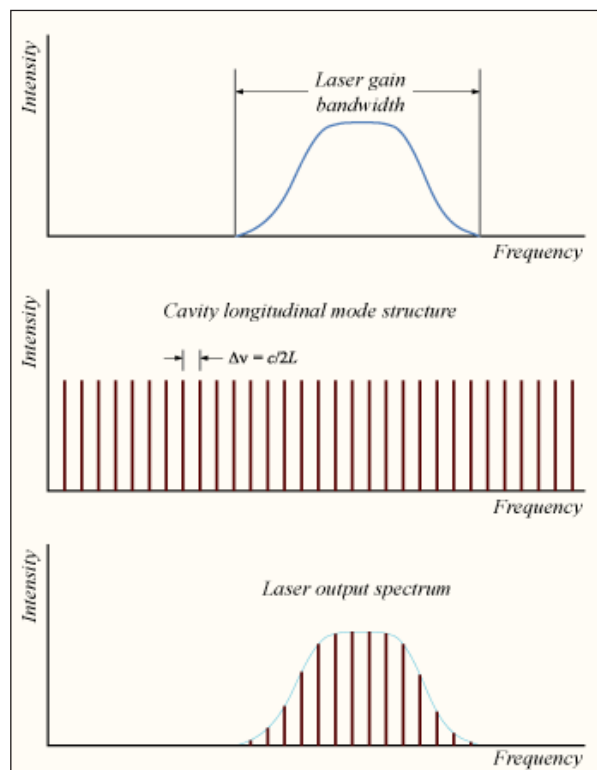 Intensity
Laser gain
bandwidth
Frequency
Intensity
Cavity longitudinal mode structure
Δν = c/2L
Frequency
Intensity
Laser output spectrum
Frequency